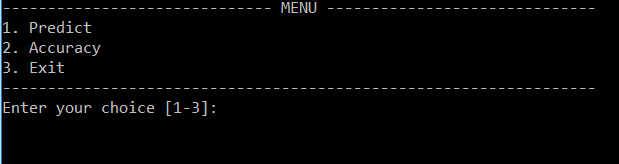 ------------------------------ MENU ------------------------------
1. Predict
2. Accuracy
3. Exit
-------------------------------------------------------------------
Enter your choice [1-3]: